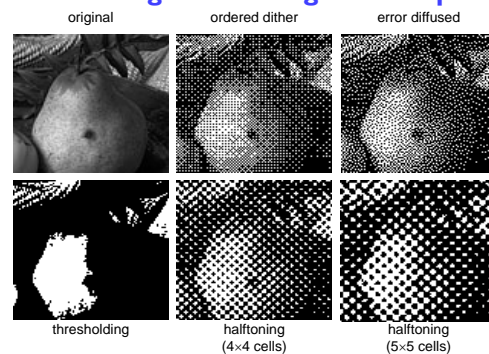 original
ordered dither
error diffused
thresholding
halftoning
(4×4 cells)
halftoning
(5×5 cells)